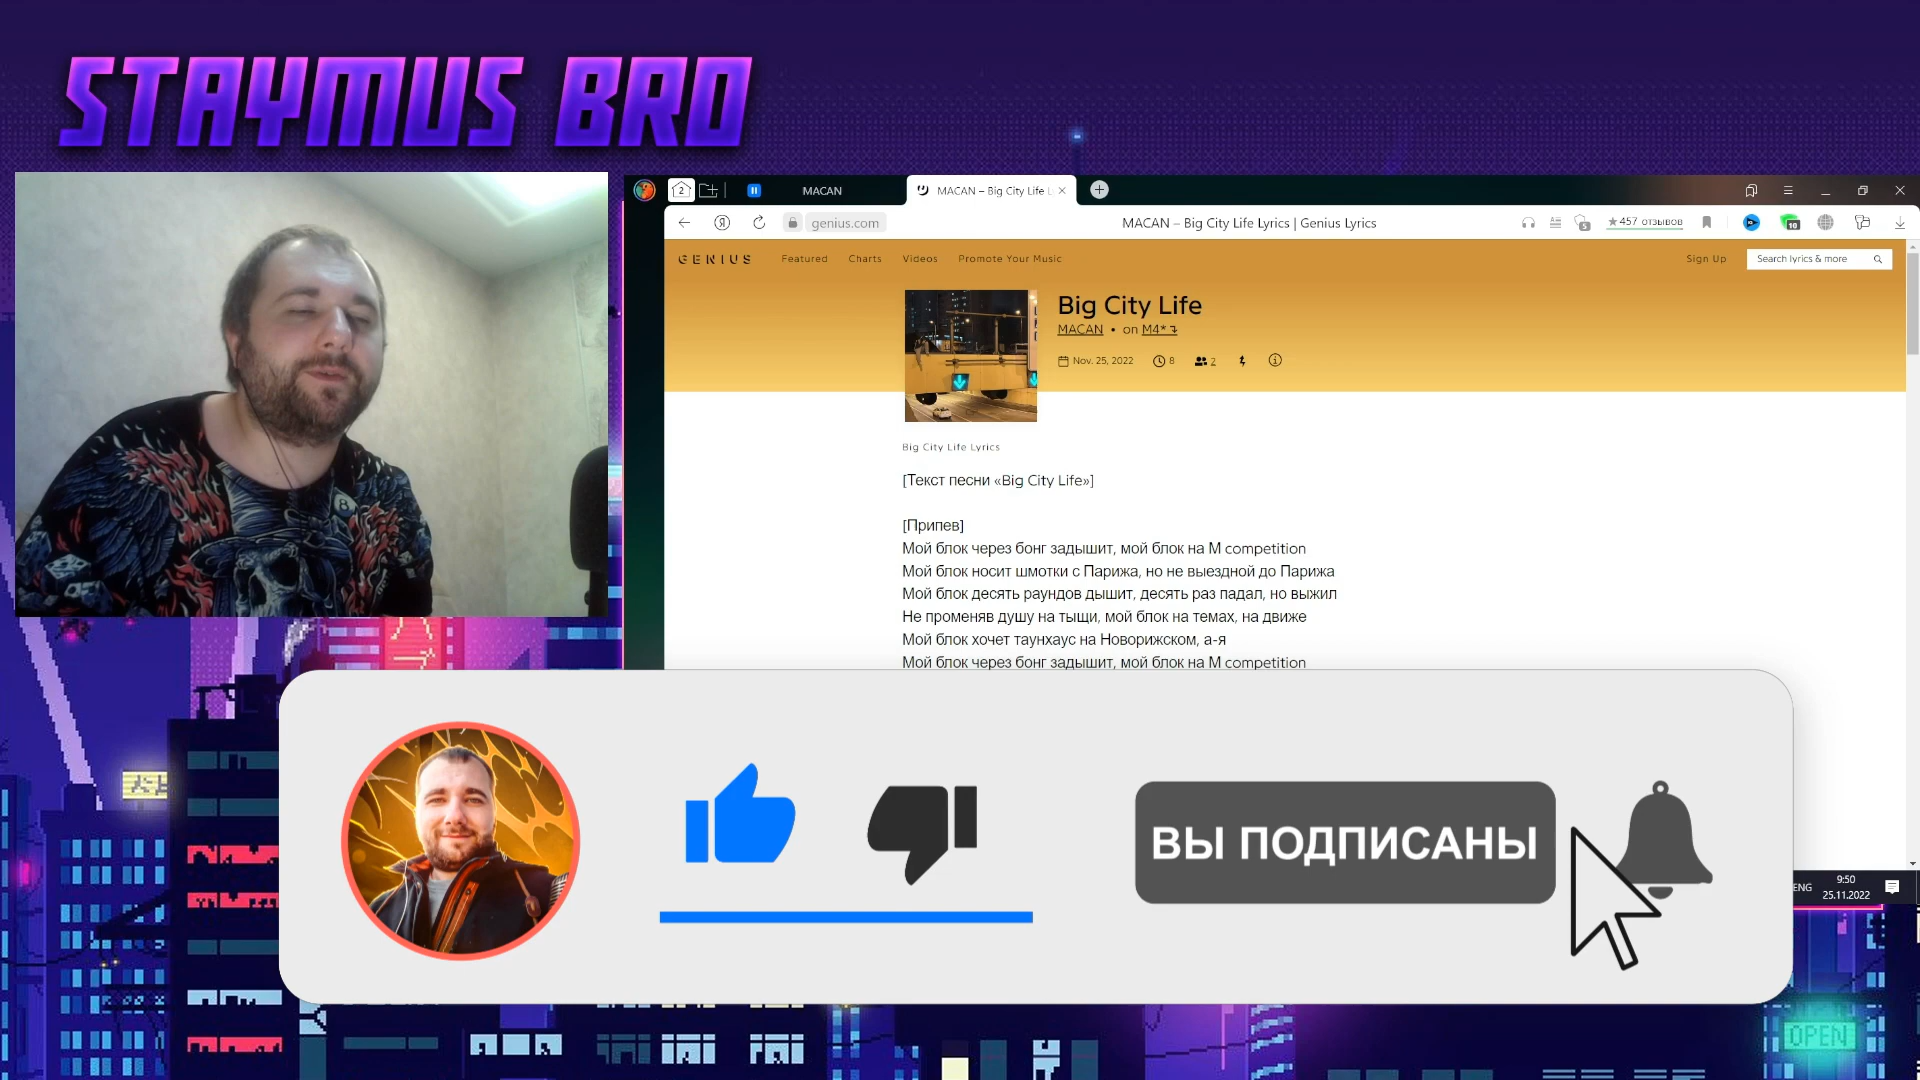 STAYMUS BRO
2
MACAN
MACAN – Big City Life L
genius.com
MACAN – Big City Life Lyrics | Genius Lyrics
5
★457 отзывов
10
GENIUS
Featured
Charts
Videos
Promote Your Music
Sign Up
Search lyrics & more
Big City Life
MACAN • on M4*
Nov. 25, 2022
8
2
Big City Life Lyrics
[Текст песни «Big City Life»]
[Припев]
Мой блок через бонг задышит, мой блок на M competition
Мой блок носит шмотки с Парижа, но не выездной до Парижа
Мой блок десять раундов дышит, десять раз падал, но выжил
Не променяв душу на тыщи, мой блок на темах, на движе
Мой блок хочет таунхаус на Новорижском, а-я
Мой блок через бонг задышит, мой блок на M competition
ВЫ ПОДПИСАНЫ
ENG
9:50
25.11.2022
OPEN